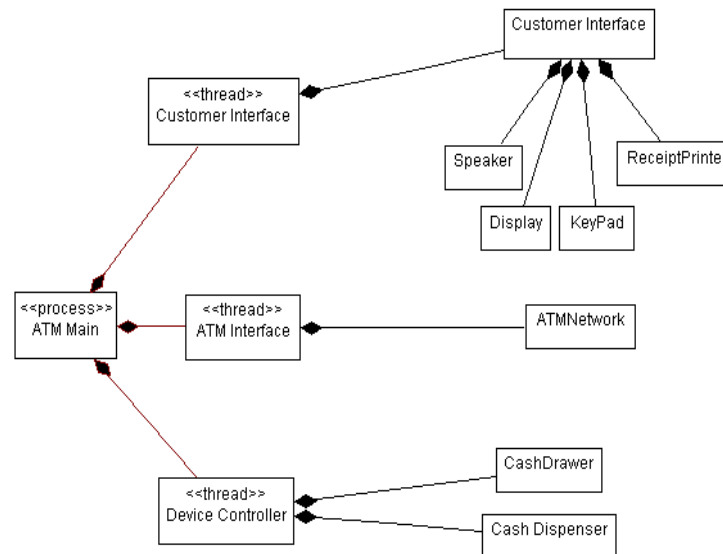 Customer Interface
<<thread>>
Customer Interface
Speaker
ReceiptPrinte
Display
KeyPad
<<process>>
ATM Main
<<thread>>
ATM Interface
ATMNetwork
CashDrawer
<<thread>>
Device Controller
Cash Dispenser